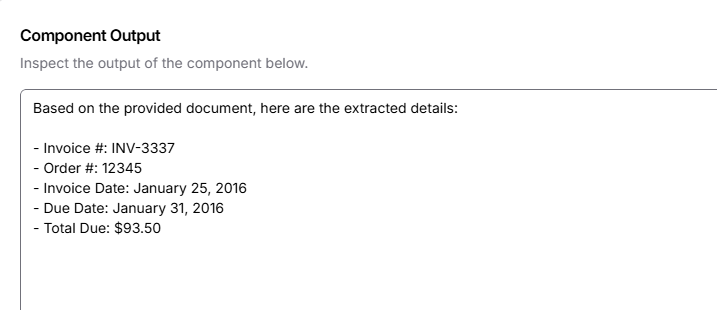 Component Output
Inspect the output of the component below.
Based on the provided document, here are the extracted details:
- Invoice #: INV-3337
- Order #: 12345
- Invoice Date: January 25, 2016
- Due Date: January 31, 2016
- Total Due: $93.50